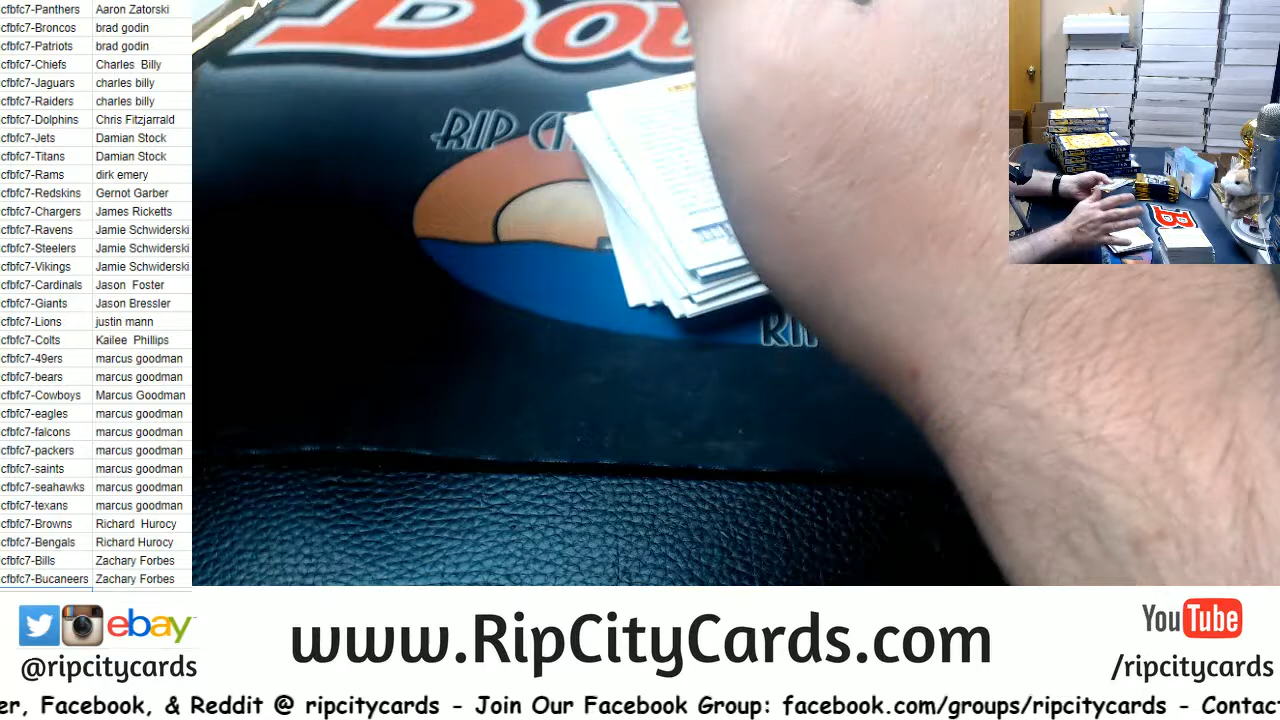 cfbfc7-Panthers Aaron Zatorski
cfbfc7-Broncos brad godin
cfbfc7-Patriots brad godin
cfbfc7-Chiefs Charles Billy
cfbfc7-Jaguars charles billy
cfbfc7-Raiders charles billy
cfbfc7-Dolphins Chris Fitzjarrald
cfbfc7-Jets Damian Stock
cfbfc7-Titans Damian Stock
cfbfc7-Rams dirk emery
cfbfc7-Redskins Gernot Garber
cfbfc7-Chargers James Ricketts
cfbfc7-Ravens Jamie Schwiderski
cfbfc7-Steelers Jamie Schwiderski
cfbfc7-Vikings Jamie Schwiderski
cfbfc7-Cardinals Jason Foster
cfbfc7-Giants Jason Bressler
cfbfc7-Lions justin mann
cfbfc7-Colts Kailee Phillips
cfbfc7-49ers marcus goodman
cfbfc7-bears marcus goodman
cfbfc7-Cowboys Marcus Goodman
cfbfc7-eagles marcus goodman
cfbfc7-falcons marcus goodman
cfbfc7-packers marcus goodman
cfbfc7-saints marcus goodman
cfbfc7-seahawks marcus goodman
cfbfc7-texans marcus goodman
cfbfc7-Browns Richard Hurocy
cfbfc7-Bengals Richard Hurocy
cfbfc7-Bills Zachary Forbes
cfbfc7-Bucaneers Zachary Forbes
RIP
ebay
@ripcitycards
www.RipCityCards.com
YouTube
/ripcitycards
er, Facebook, & Reddit @ ripcitycards - Join Our Facebook Group: facebook.com/groups/ripcitycards - Contac